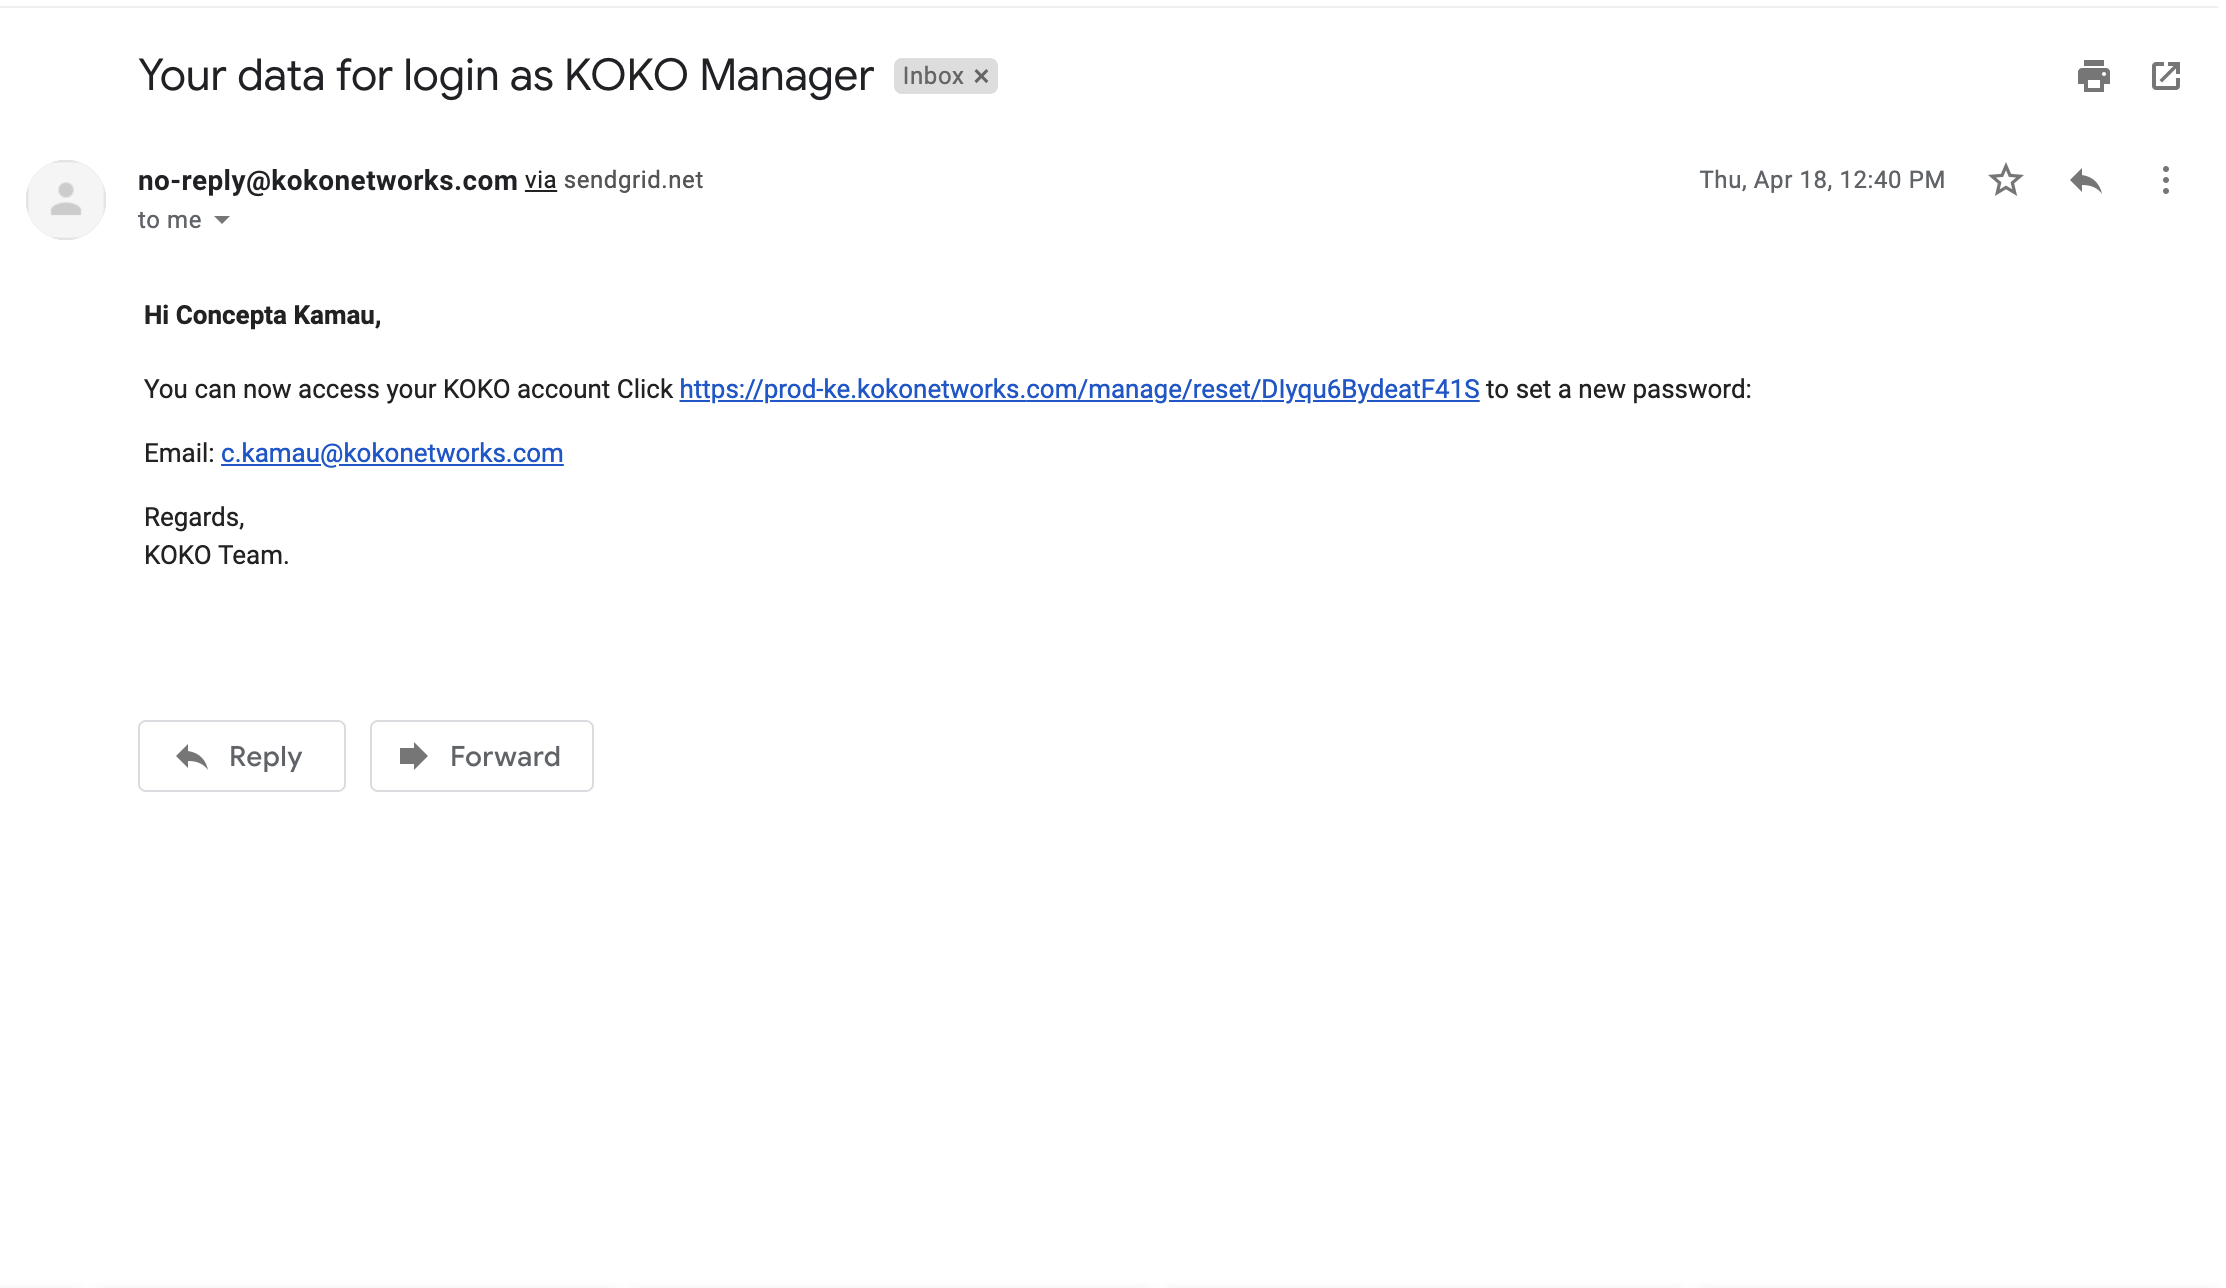 Your data for login as KOKO Manager Inbox ×
no-reply@kokonetworks.com via sendgrid.net Thu, Apr 18, 12:40 PM
to me
Hi Concepta Kamau,
You can now access your KOKO account Click https://prod-ke.kokonetworks.com/manage/reset/DIyqu6BydeatF41S to set a new password:
Email: c.kamau@kokonetworks.com
Regards,
KOKO Team.
Reply Forward